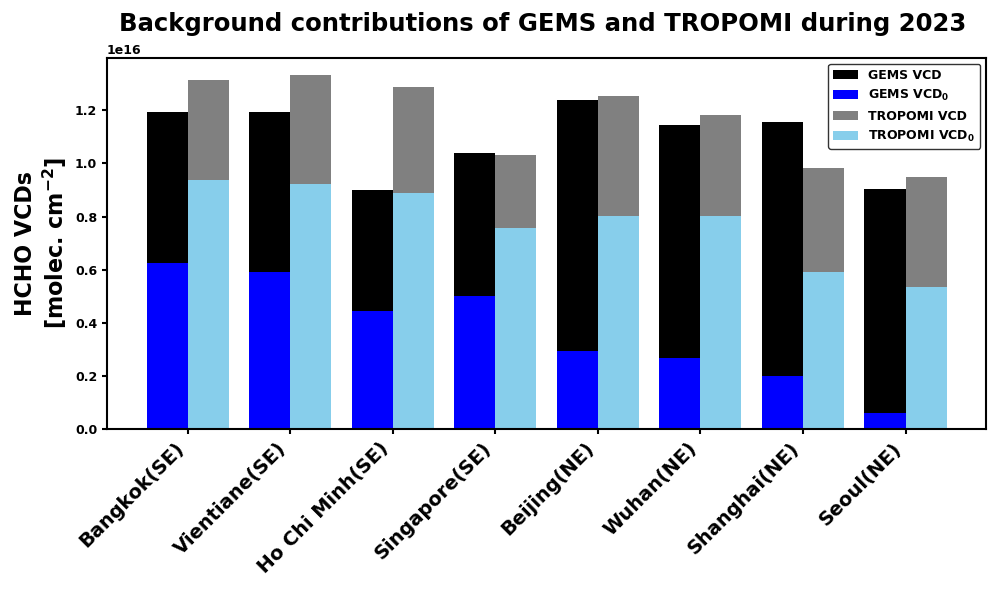 Background contributions of GEMS and TROPOMI during 2023
1e16
GEMS VCD
GEMS VCD₀
TROPOMI VCD
TROPOMI VCD₀
HCHO VCDs
[molec. cm⁻²]
1.2
1.0
0.8
0.6
0.4
0.2
0.0
Bangkok(SE)
Vientiane(SE)
Ho Chi Minh(SE)
Singapore(SE)
Beijing(NE)
Wuhan(NE)
Shanghai(NE)
Seoul(NE)